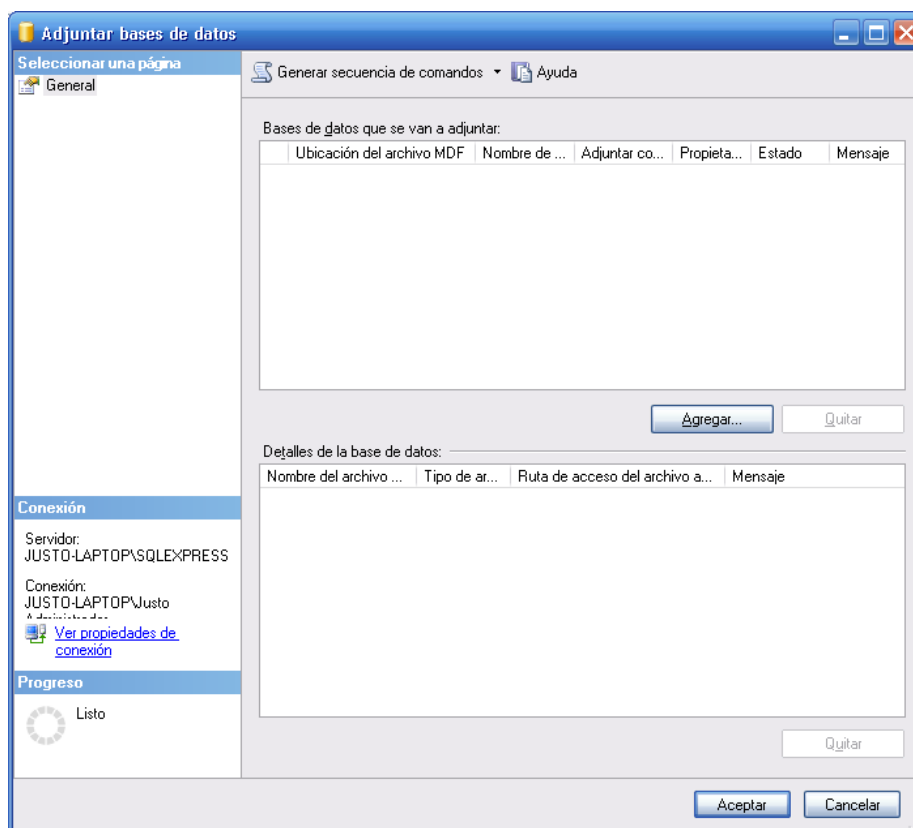 Adjuntar bases de datos
Seleccionar una página
General
Generar secuencia de comandos
Ayuda
Bases de datos que se van a adjuntar:
Ubicación del archivo MDF Nombre de ... Adjuntar co... Propieta... Estado Mensaje
Agregar... Quitar
Detalles de la base de datos:
Nombre del archivo ... Tipo de ar... Ruta de acceso del archivo a... Mensaje
Conexión
Servidor:
JUSTO-LAPTOP\SQLEXPRESS
Conexión:
JUSTO-LAPTOP\Justo
Ver propiedades de
conexión
Progreso
Listo
Quitar
Aceptar Cancelar